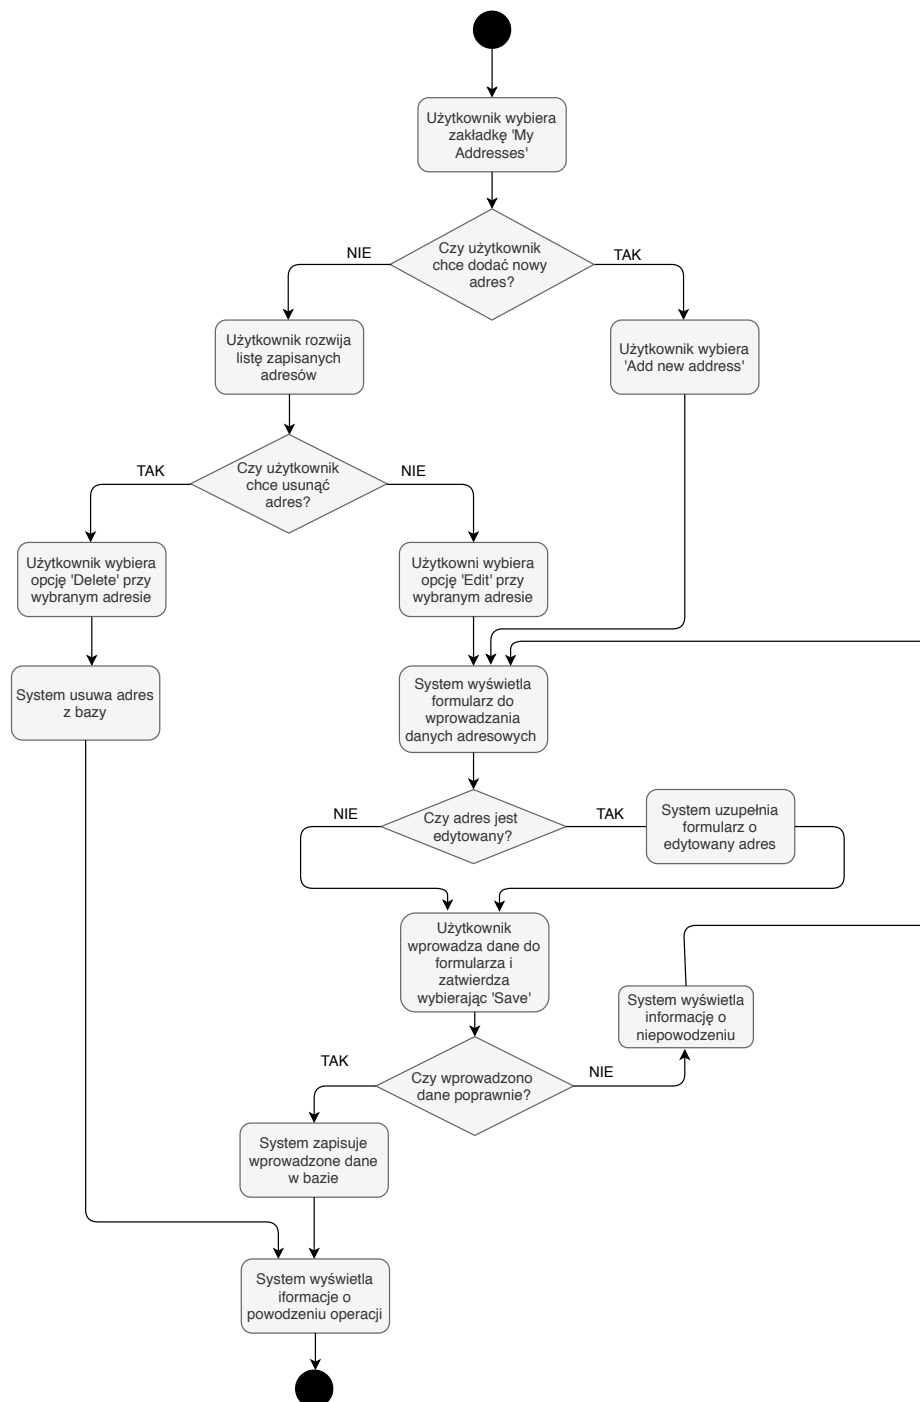 Użytkownik wybiera
zakładkę 'My
Addresses'
Czy użytkownik
chce dodać nowy
adres?
NIE
TAK
Użytkownik rozwija
listę zapisanych
adresów
Użytkownik wybiera
'Add new address'
Czy użytkownik
chce usunąć
adres?
TAK
NIE
Użytkownik wybiera
opcję 'Delete' przy
wybranym adresie
Użytkowni wybiera
opcję 'Edit' przy
wybranym adresie
System usuwa adres
z bazy
System wyświetla
formularz do
wprowadzania
danych adresowych
NIE
Czy adres jest
edytowany?
TAK
System uzupełnia
formularz o
edytowany adres
Użytkownik
wprowadza dane do
formularza i
zatwierdza
wybierając 'Save'
System wyświetla
informację o
niepowodzeniu
TAK
Czy wprowadzono
dane poprawnie?
NIE
System zapisuje
wprowadzone dane
w bazie
System wyświetla
iformacje o
powodzeniu operacji